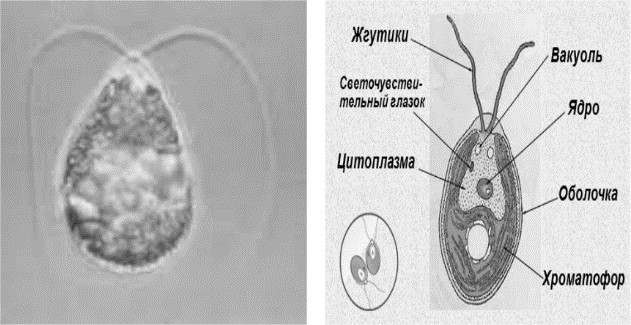 Жгутики
Вакуоль
Светочувстви-
тельный глазок
Ядро
Цитоплазма
Оболочка
Хроматофор